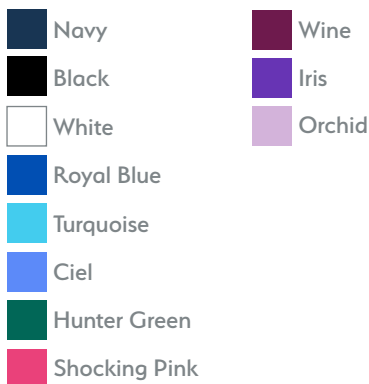 Navy
Black
White
Royal Blue
Turquoise
Ciel
Hunter Green
Shocking Pink
Wine
Iris
Orchid